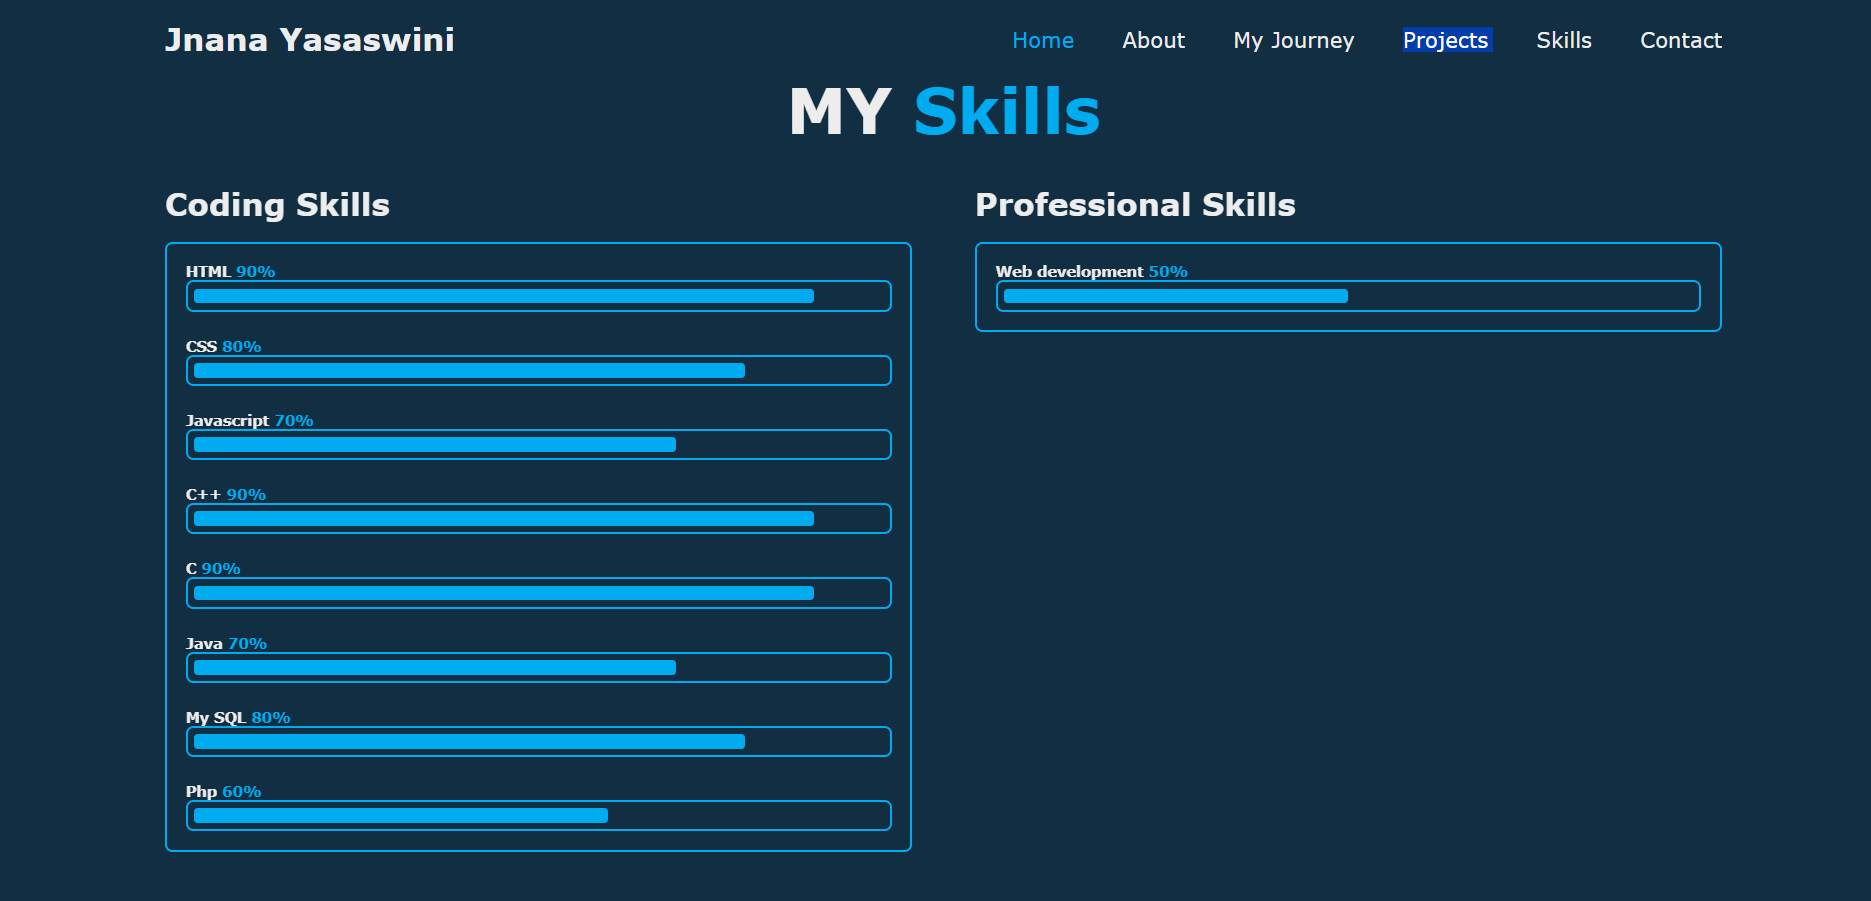 Jnana Yasaswini
Home About My Journey Projects Skills Contact
MY Skills
Coding Skills
HTML 90%
CSS 80%
Javascript 70%
C++ 90%
C 90%
Java 70%
My SQL 80%
Php 60%
Professional Skills
Web development 50%